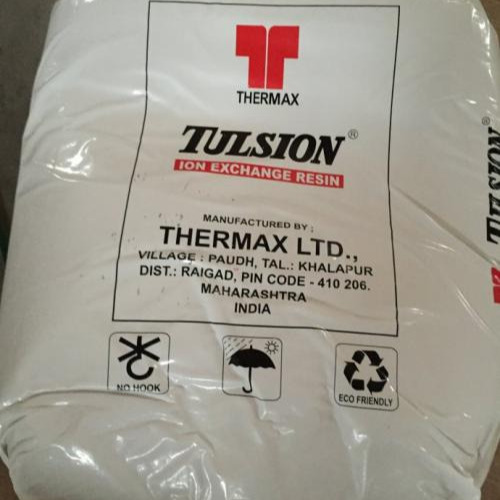 THERMAX
TULSION®
ION EXCHANGE RESIN
MANUFACTURED BY :
THERMAX LTD.,
VILLAGE : PAUDH, TAL.: KHALAPUR
DIST.: RAIGAD, PIN CODE - 410 206.
MAHARASHTRA
INDIA
NO HOOK
ECO FRIENDLY
TULSION®